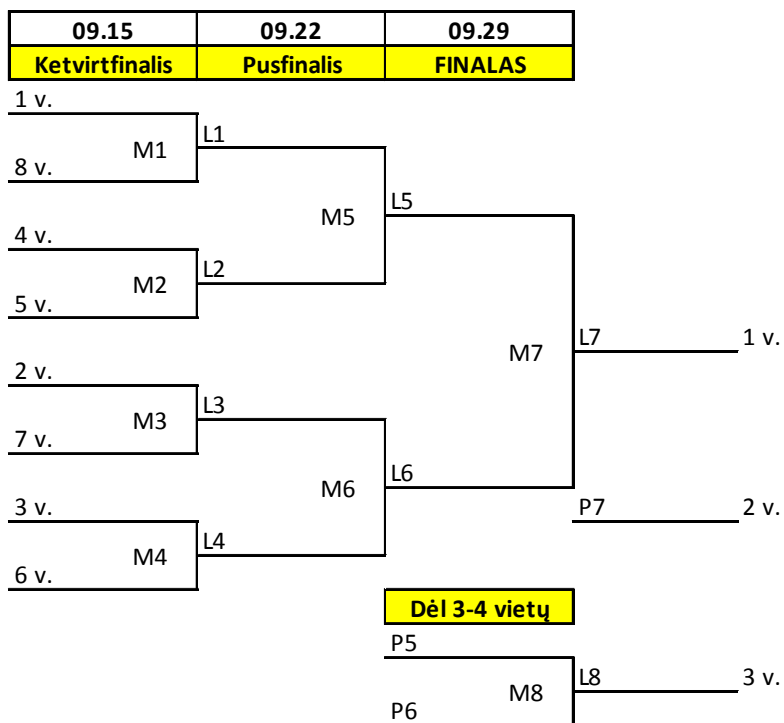 09.15 09.22 09.29
Ketvirtfinalis Pusfinalis FINALAS
1 v.
M1 L1
8 v.
M5 L5
4 v.
M2 L2
5 v.
M7 L7 1 v.
2 v.
M3 L3
7 v.
M6 L6
P7 2 v.
3 v.
M4 L4
6 v.
Dėl 3-4 vietų
P5
M8 L8 3 v.
P6